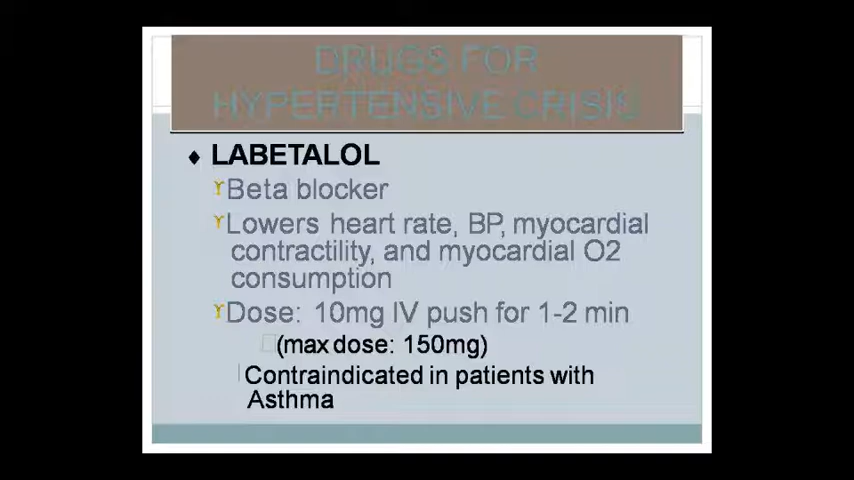 DRUGS FOR
HYPERTENSIVE CRISIS
♦ LABETALOL
Beta blocker
Lowers heart rate, BP, myocardial
contractility, and myocardial O2
consumption
Dose: 10mg IV push for 1-2 min
(max dose: 150mg)
Contraindicated in patients with
Asthma